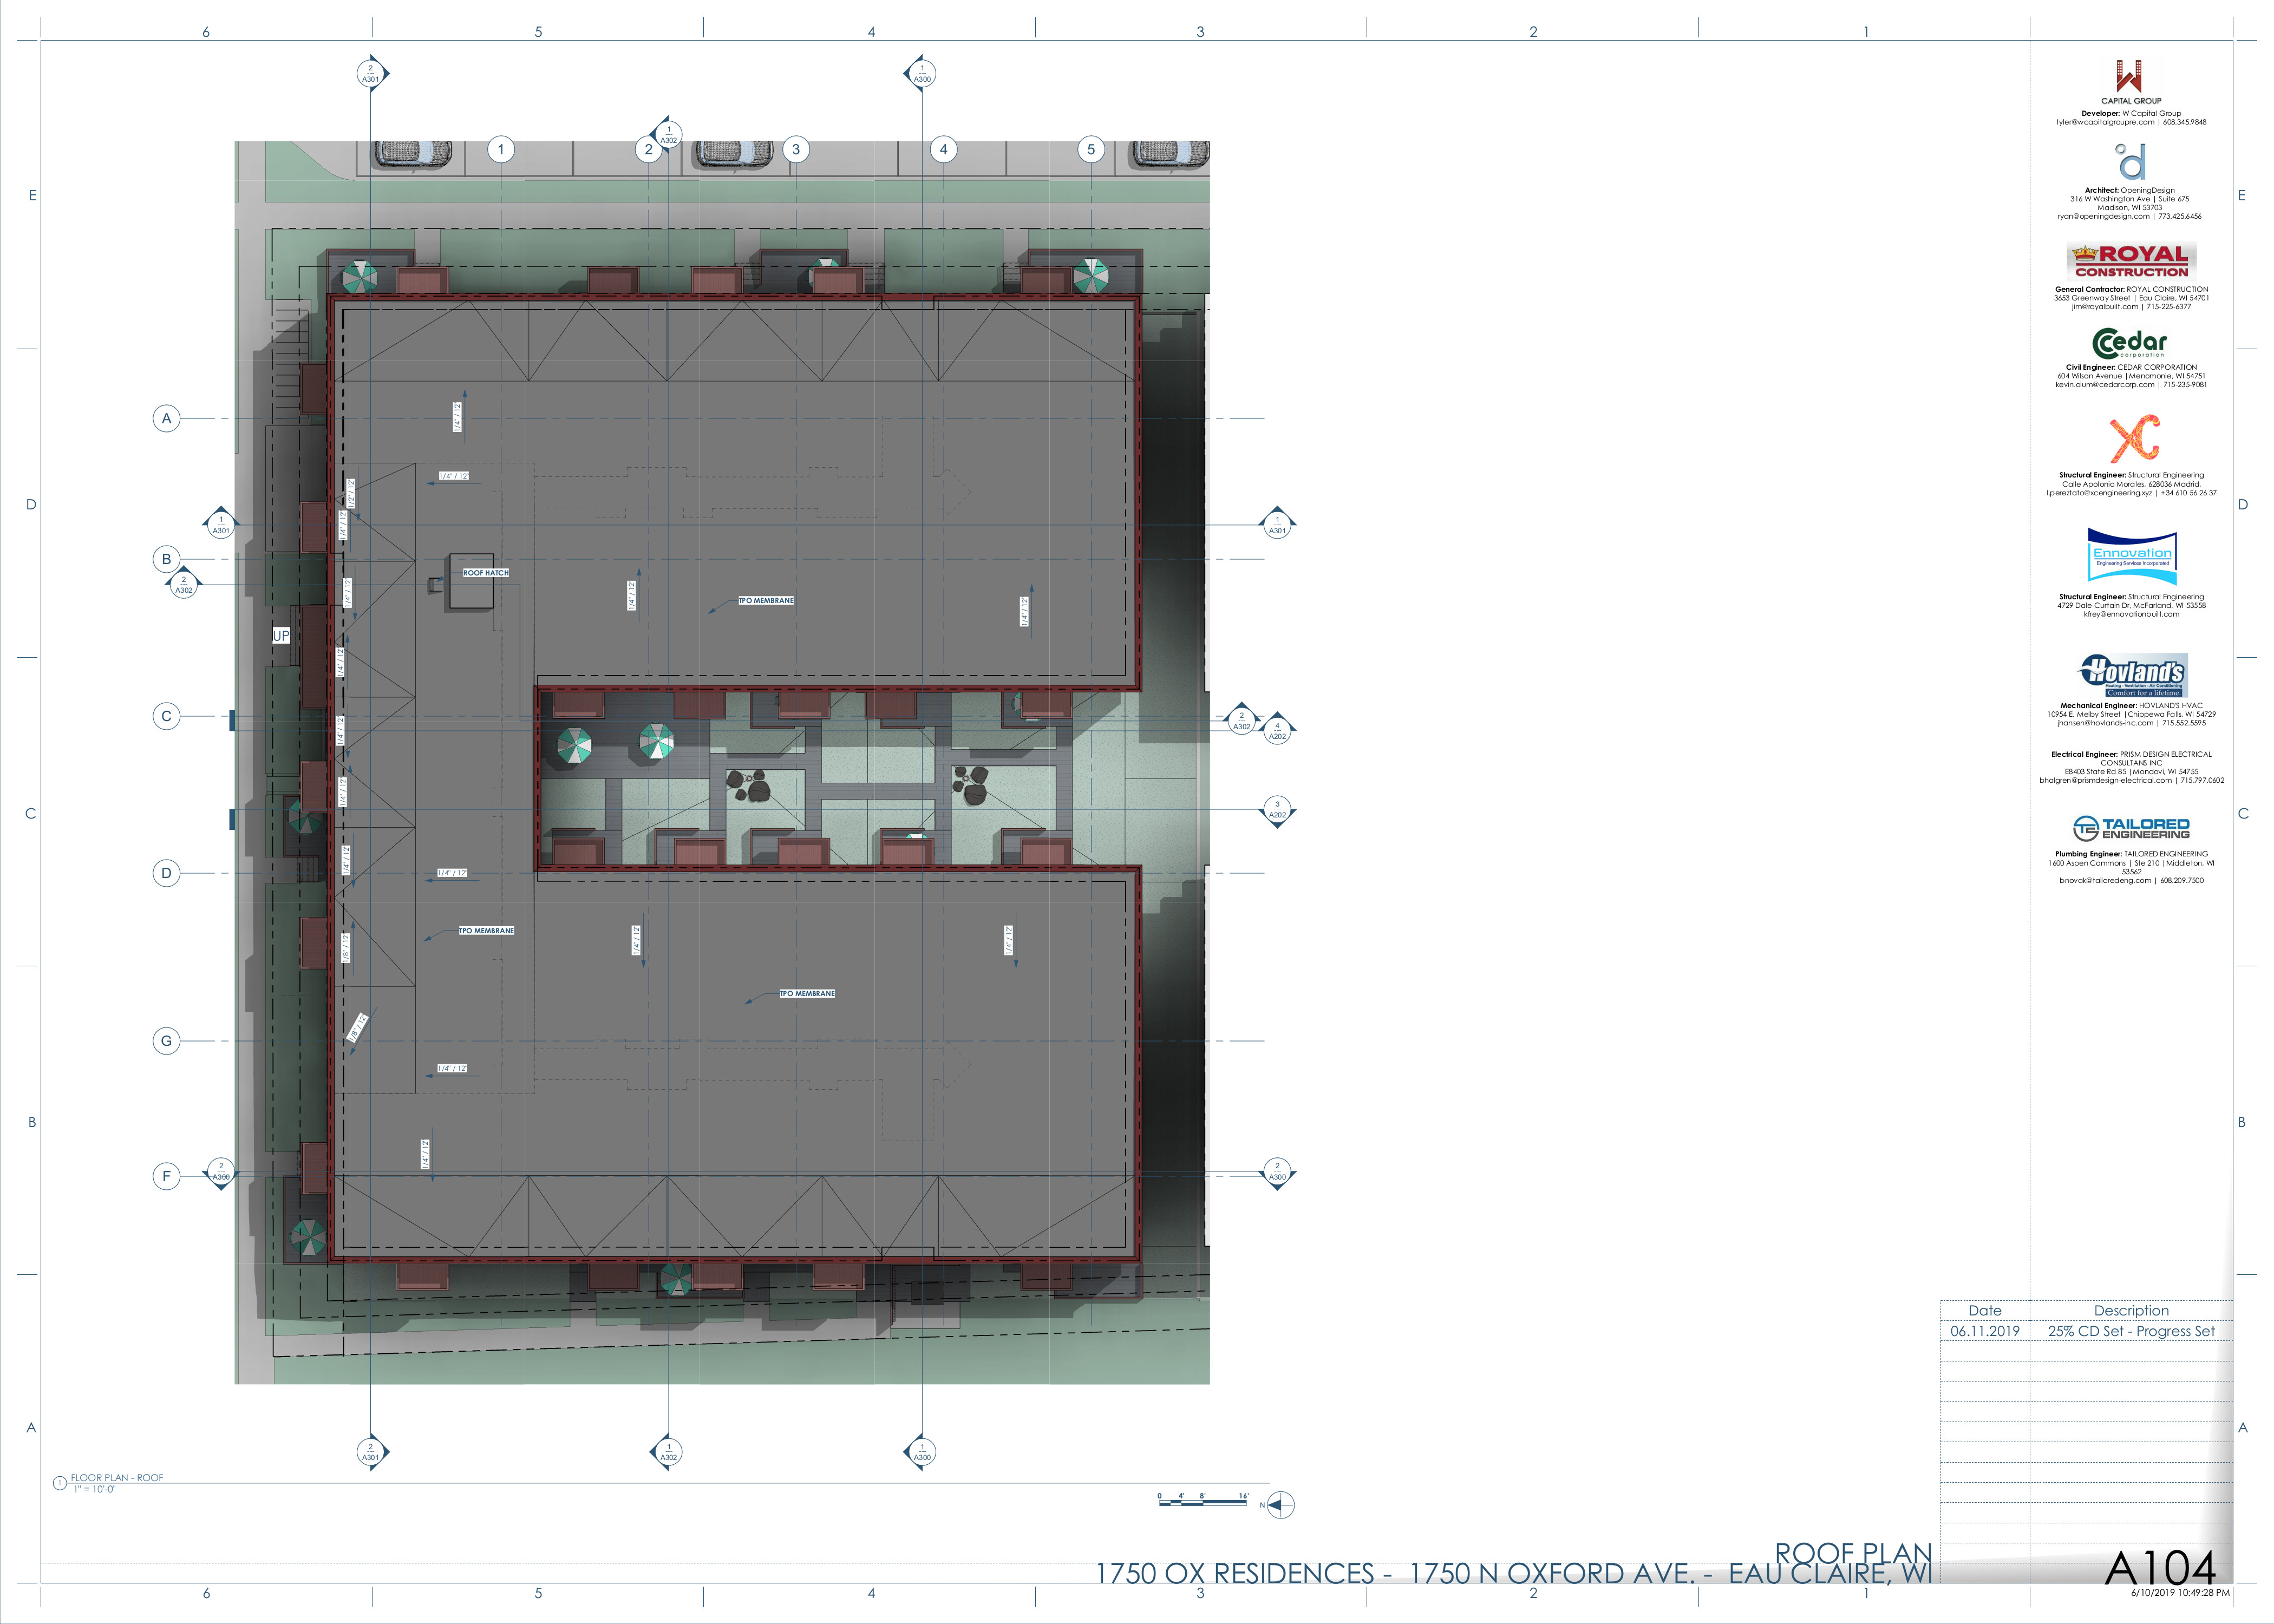 6 5 4 3 2 1
2
A301
1
A300
1
A302
1 2 3 4 5
E
D
C
B
A
E
D
C
B
A
A
B
C
D
G
F
1/4" / 12"
1/4" / 12"
1/2" / 12"
1/4" / 12"
1
A301
1
A301
2
A302
ROOF HATCH
1/4" / 12"
1/4" / 12"
TPO MEMBRANE
1/4" / 12"
UP
1/4" / 12"
2
A302
4
A202
1/4" / 12"
1/4" / 12"
3
A202
1/4" / 12"
1/4" / 12"
TPO MEMBRANE
1/8" / 12"
1/4" / 12"
1/4" / 12"
TPO MEMBRANE
1/8" / 12"
1/4" / 12"
1/4" / 12"
2
A300
2
A300
2
A301
1
A302
1
A300
1
FLOOR PLAN - ROOF
1" = 10'-0"
0 4' 8' 16'
N
CAPITAL GROUP
Developer: W Capital Group
tyler@wcapitalgroupre.com | 608.345.9848
d
Architect: OpeningDesign
316 W Washington Ave | Suite 675
Madison, WI 53703
ryan@openingdesign.com | 773.425.6456
ROYAL
CONSTRUCTION
General Contractor: ROYAL CONSTRUCTION
3653 Greenway Street | Eau Claire, WI 54701
jim@royalbuilt.com | 715-225-6377
Cedar
corporation
Civil Engineer: CEDAR CORPORATION
604 Wilson Avenue |Menomonie, WI 54751
kevin.oium@cedarcorp.com | 715-235-9081
XC
Structural Engineer: Structural Engineering
Calle Apolonio Morales, 628036 Madrid,
l.pereztato@xcengineering.xyz | +34 610 56 26 37
Ennovation
Engineering Services Incorporated
Structural Engineer: Structural Engineering
4729 Dale-Curtain Dr, McFarland, WI 53558
kfrey@ennovationbuilt.com
Hovland's
Heating - Ventilation - Air Conditioning
Comfort for a lifetime.
Mechanical Engineer: HOVLAND'S HVAC
10954 E. Melby Street |Chippewa Falls, WI 54729
jhansen@hovlands-inc.com | 715.552.5595
Electrical Engineer: PRISM DESIGN ELECTRICAL
CONSULTANS INC
E8403 State Rd 85 |Mondovi, WI 54755
bhalgren@prismdesign-electrical.com | 715.797.0602
TE TAILORED
ENGINEERING
Plumbing Engineer: TAILORED ENGINEERING
1600 Aspen Commons | Ste 210 |Middleton, WI
53562
bnovak@tailoredeng.com | 608.209.7500
Date Description
06.11.2019 25% CD Set - Progress Set
ROOF PLAN
1750 OX RESIDENCES - 1750 N OXFORD AVE. - EAU CLAIRE, WI
A104
6/10/2019 10:49:28 PM
6 5 4 3 2 1